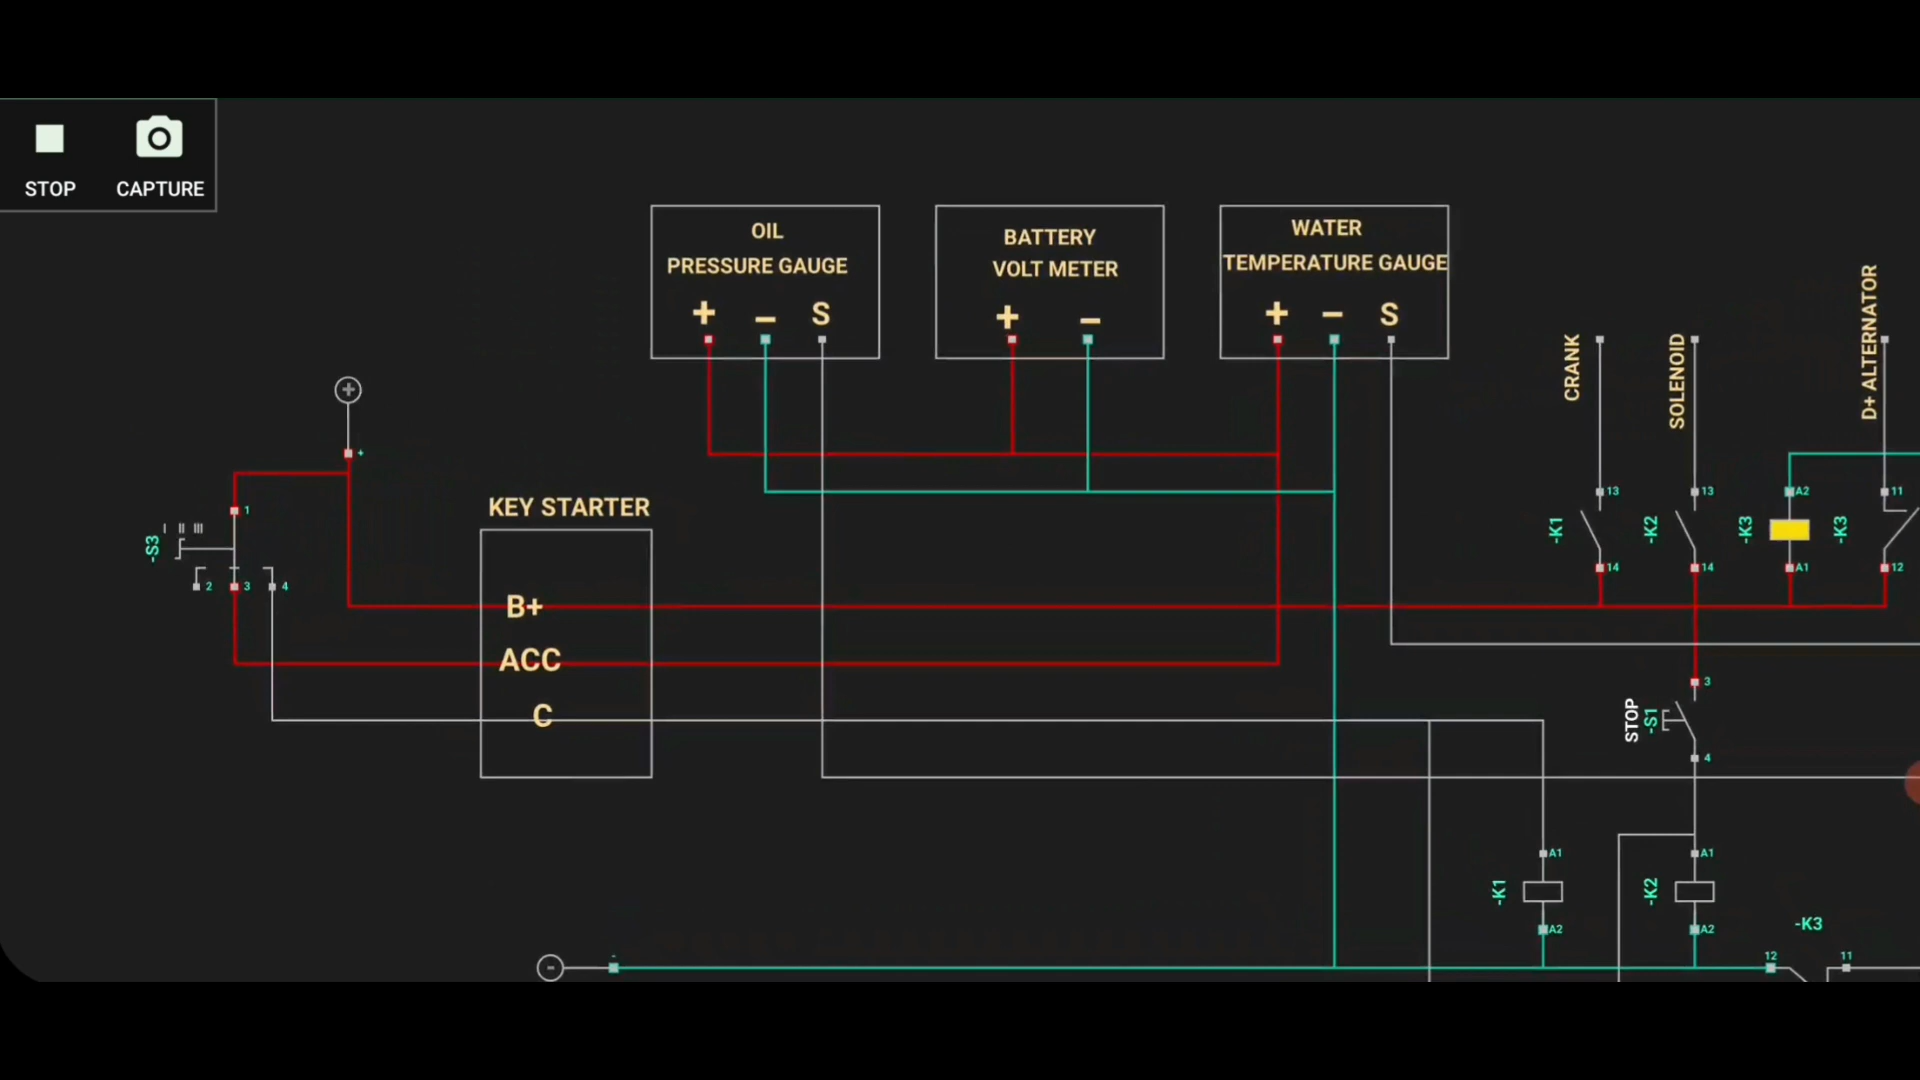 STOP
CAPTURE
OIL
PRESSURE GAUGE
+ − S
BATTERY
VOLT METER
+ −
WATER
TEMPERATURE GAUGE
+ − S
CRANK
SOLENOID
D+ ALTERNATOR
+
+
1
I II III
-S3
2 3 4
KEY STARTER
B+
ACC
C
13
-K1
14
13
-K2
14
A2
-K3
A1
11
-K3
12
3
STOP
-S1
4
A1
-K1
A2
A1
-K2
A2
-K3
12
11
-
-